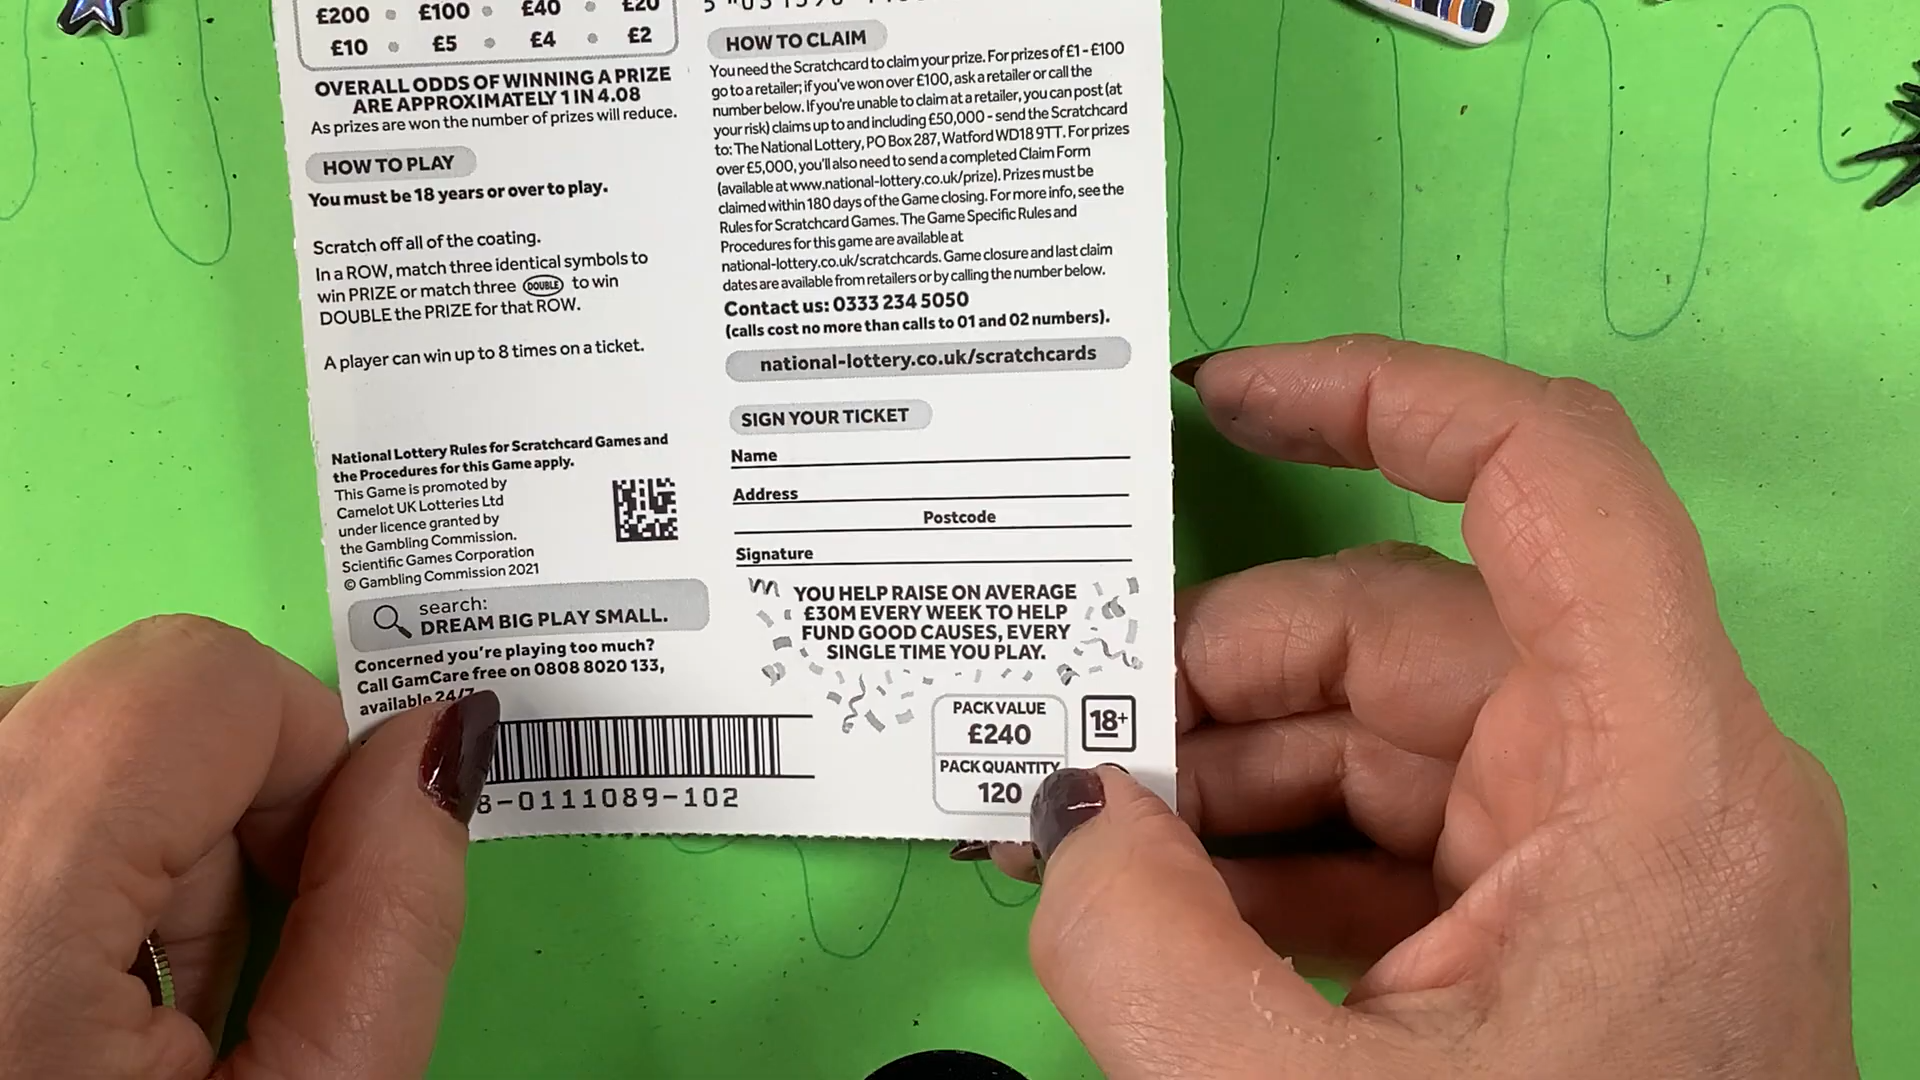 £200 £100 £40 £20
£10 £5 £4 £2
OVERALL ODDS OF WINNING A PRIZE
ARE APPROXIMATELY 1 IN 4.08
As prizes are won the number of prizes will reduce.
HOW TO PLAY
You must be 18 years or over to play.
Scratch off all of the coating.
In a ROW, match three identical symbols to
win PRIZE or match three DOUBLE to win
DOUBLE the PRIZE for that ROW.
A player can win up to 8 times on a ticket.
National Lottery Rules for Scratchcard Games and
the Procedures for this Game apply.
This Game is promoted by
Camelot UK Lotteries Ltd
under licence granted by
the Gambling Commission.
Scientific Games Corporation
© Gambling Commission 2021
search:
DREAM BIG PLAY SMALL.
Concerned you're playing too much?
Call GamCare free on 0808 8020 133,
available 24/7
8-0111089-102
HOW TO CLAIM
You need the Scratchcard to claim your prize. For prizes of £1 - £100
go to a retailer; if you've won over £100, ask a retailer or call the
number below. If you're unable to claim at a retailer, you can post (at
your risk) claims up to and including £50,000 - send the Scratchcard
to: The National Lottery, PO Box 287, Watford WD18 9TT. For prizes
over £5,000, you'll also need to send a completed Claim Form
(available at www.national-lottery.co.uk/prize). Prizes must be
claimed within 180 days of the Game closing. For more info, see the
Rules for Scratchcard Games. The Game Specific Rules and
Procedures for this game are available at
national-lottery.co.uk/scratchcards. Game closure and last claim
dates are available from retailers or by calling the number below.
Contact us: 0333 234 5050
(calls cost no more than calls to 01 and 02 numbers).
national-lottery.co.uk/scratchcards
SIGN YOUR TICKET
Name
Address
Postcode
Signature
YOU HELP RAISE ON AVERAGE
£30M EVERY WEEK TO HELP
FUND GOOD CAUSES, EVERY
SINGLE TIME YOU PLAY.
PACK VALUE
£240
18+
PACK QUANTITY
120